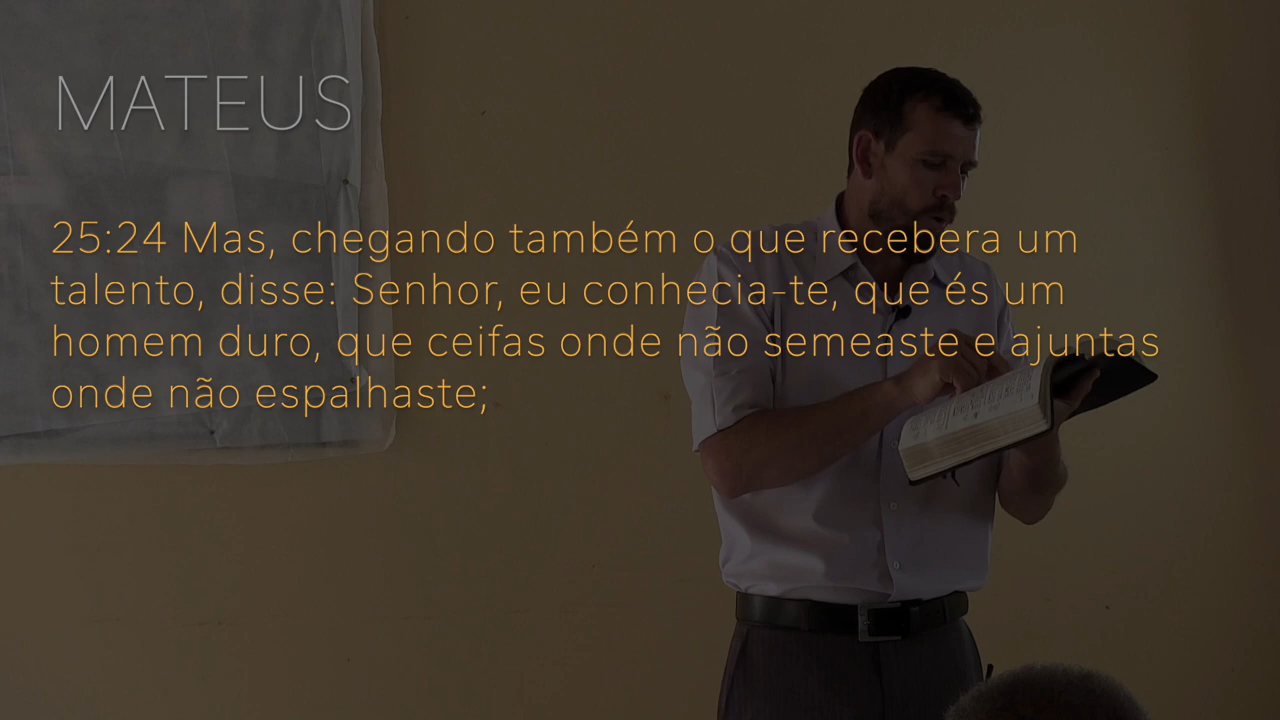 MATEUS
25:24 Mas, chegando também o que recebera um
talento, disse: Senhor, eu conhecia-te, que és um
homem duro, que ceifas onde não semeaste e ajuntas
onde não espalhaste;